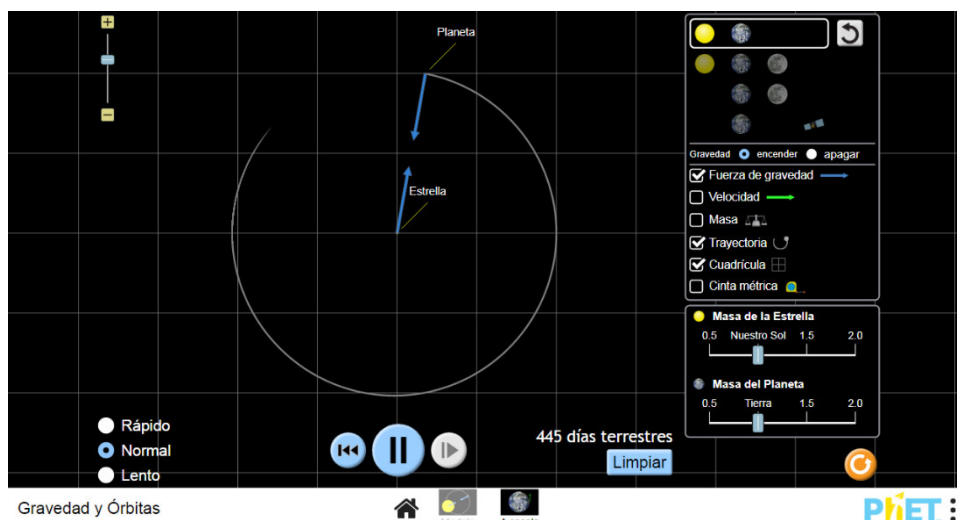 Planeta
Estrella
Gravedad encender apagar
Fuerza de gravedad
Velocidad
Masa
Trayectoria
Cuadrícula
Cinta métrica
Masa de la Estrella
0.5 Nuestro Sol 1.5 2.0
Masa del Planeta
0.5 Tierra 1.5 2.0
Rápido
Normal
Lento
445 días terrestres
Limpiar
Gravedad y Órbitas
PhET